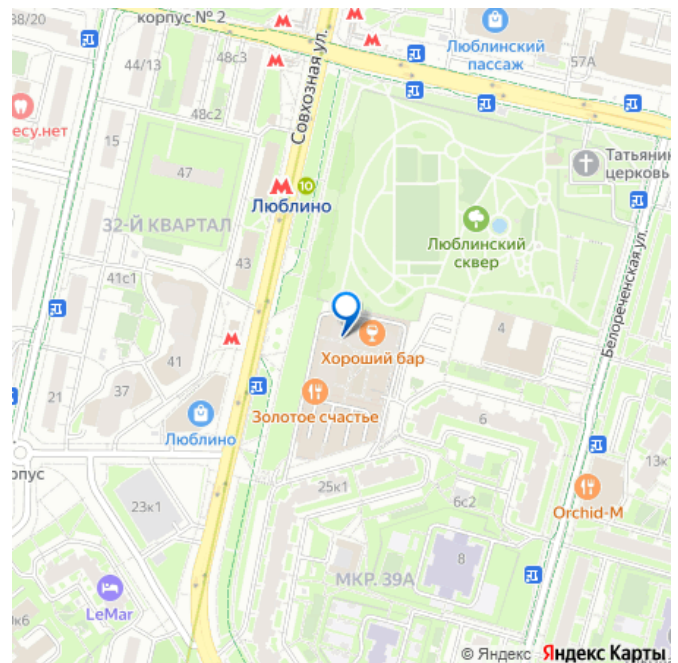 38/20
корпус № 2
Люблинский
пассаж
57А
44/13
48с3
Совхозная ул.
48с2
есу.нет
15
47
Татьянин
церковь
М 10
Люблино
32-Й КВАРТАЛ
Люблинский
сквер
Белореченская ул.
43
41с1
4
41
Хороший бар
37
21
Золотое счастье
Люблино
6
13к1
орпус
25к1
23к1
6с2
Orchid-M
8
МКР. 39А
LeMar
к6
© Яндекс Яндекс Карты